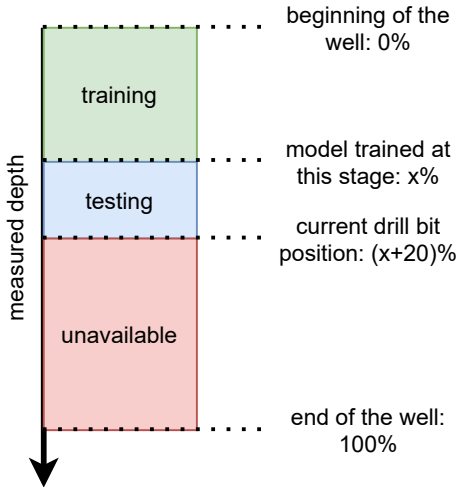 beginning of the
well: 0%
training
model trained at
this stage: x%
testing
current drill bit
position: (x+20)%
measured depth
unavailable
end of the well:
100%